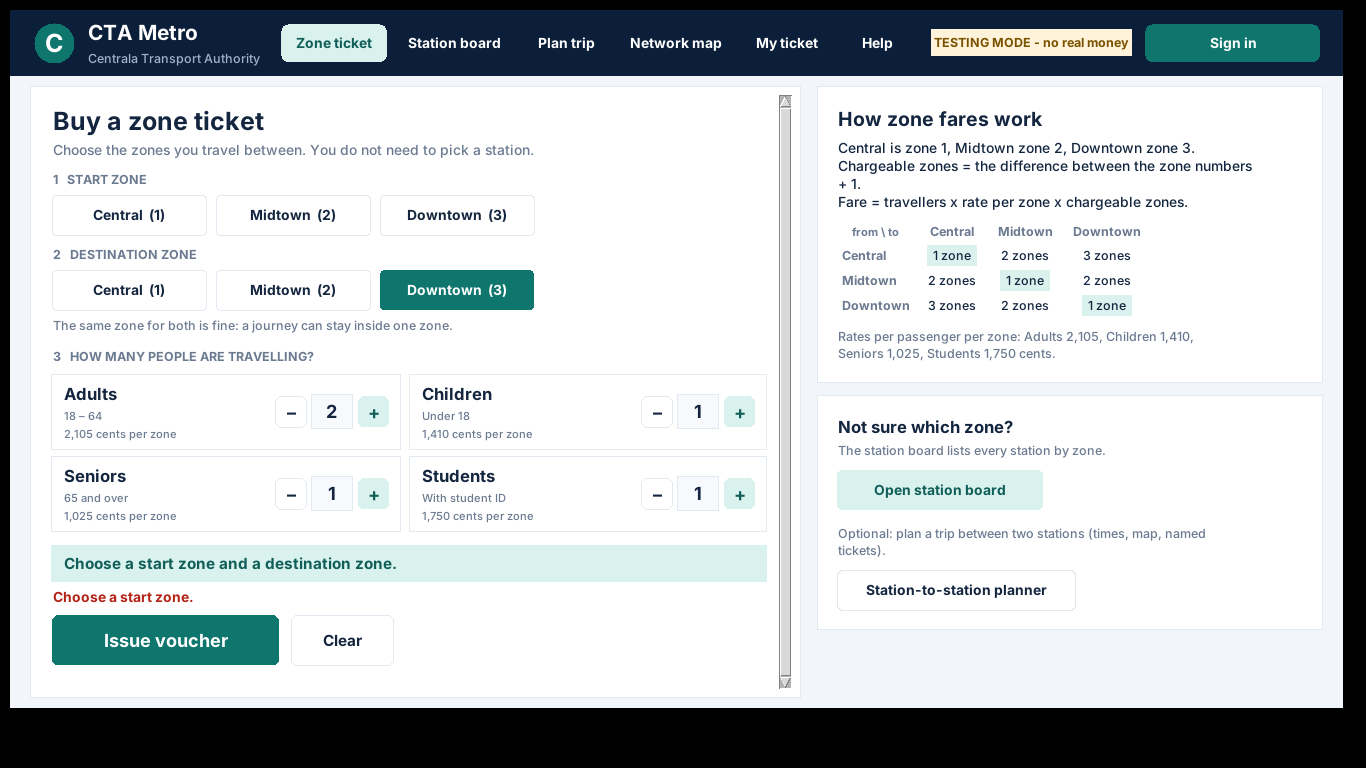 C
CTA Metro
Centrala Transport Authority
Zone ticket
Station board
Plan trip
Network map
My ticket
Help
TESTING MODE - no real money
Sign in
Buy a zone ticket
Choose the zones you travel between. You do not need to pick a station.
1 START ZONE
Central (1)
Midtown (2)
Downtown (3)
2 DESTINATION ZONE
Central (1)
Midtown (2)
Downtown (3)
The same zone for both is fine: a journey can stay inside one zone.
3 HOW MANY PEOPLE ARE TRAVELLING?
Adults
18 – 64
2,105 cents per zone
– 2 +
Children
Under 18
1,410 cents per zone
– 1 +
Seniors
65 and over
1,025 cents per zone
– 1 +
Students
With student ID
1,750 cents per zone
– 1 +
Choose a start zone and a destination zone.
Choose a start zone.
Issue voucher
Clear
How zone fares work
Central is zone 1, Midtown zone 2, Downtown zone 3.
Chargeable zones = the difference between the zone numbers
+ 1.
Fare = travellers x rate per zone x chargeable zones.
from \ to Central Midtown Downtown
Central 1 zone 2 zones 3 zones
Midtown 2 zones 1 zone 2 zones
Downtown 3 zones 2 zones 1 zone
Rates per passenger per zone: Adults 2,105, Children 1,410,
Seniors 1,025, Students 1,750 cents.
Not sure which zone?
The station board lists every station by zone.
Open station board
Optional: plan a trip between two stations (times, map, named
tickets).
Station-to-station planner